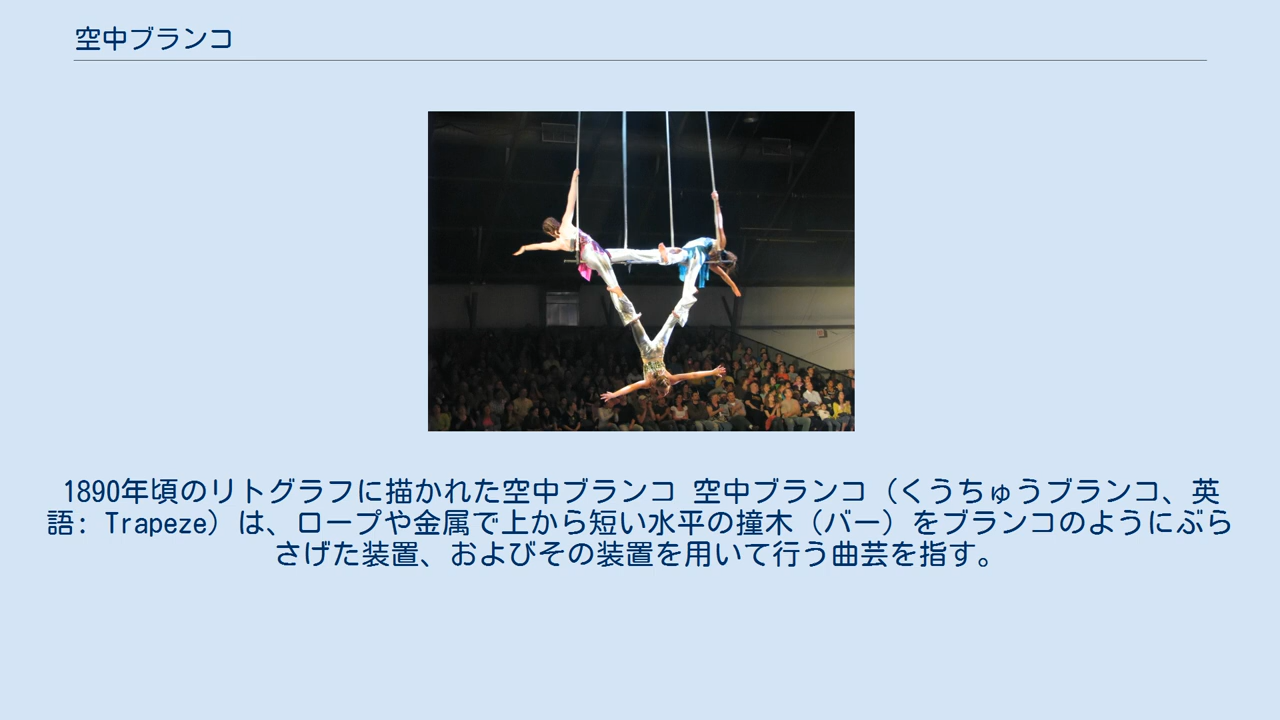 空中ブランコ
1890年頃のリトグラフに描かれた空中ブランコ 空中ブランコ（くうちゅうブランコ、英
語: Trapeze）は、ロープや金属で上から短い水平の撞木（バー）をブランコのようにぶら
さげた装置、およびその装置を用いて行う曲芸を指す。